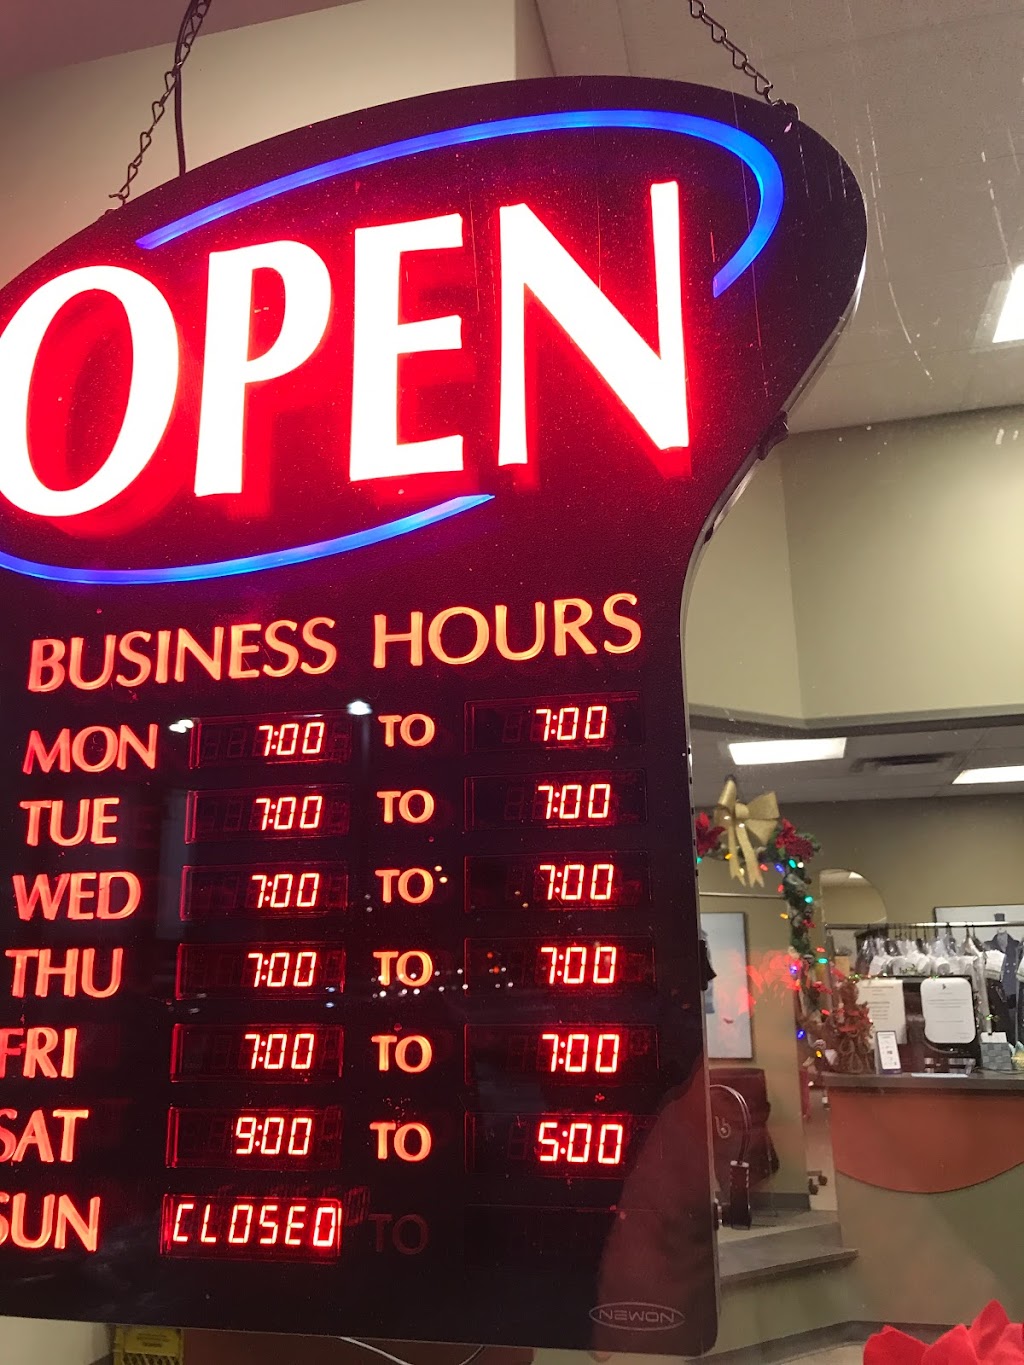 OPEN
BUSINESS HOURS
MON 7:00 TO 7:00
TUE 7:00 TO 7:00
WED 7:00 TO 7:00
THU 7:00 TO 7:00
FRI 7:00 TO 7:00
SAT 9:00 TO 5:00
SUN CLOSED TO
NEWON